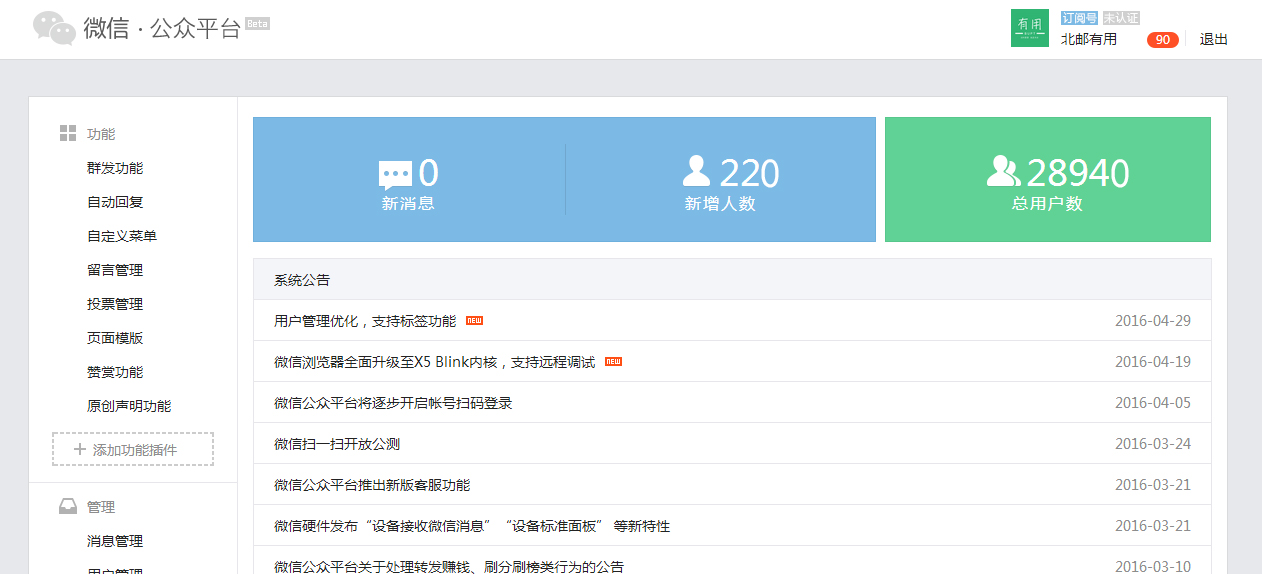 微信 · 公众平台 Beta
有用
订阅号 未认证
北邮有用 90 退出
功能
群发功能
自动回复
自定义菜单
留言管理
投票管理
页面模版
赞赏功能
原创声明功能
+ 添加功能插件
管理
消息管理
用户管理
0
新消息
220
新增人数
28940
总用户数
系统公告
用户管理优化，支持标签功能 NEW 2016-04-29
微信浏览器全面升级至X5 Blink内核，支持远程调试 NEW 2016-04-19
微信公众平台将逐步开启帐号扫码登录 2016-04-05
微信扫一扫开放公测 2016-03-24
微信公众平台推出新版客服功能 2016-03-21
微信硬件发布“设备接收微信消息”“设备标准面板” 等新特性 2016-03-21
微信公众平台关于处理转发赚钱、刷分刷榜类行为的公告 2016-03-10